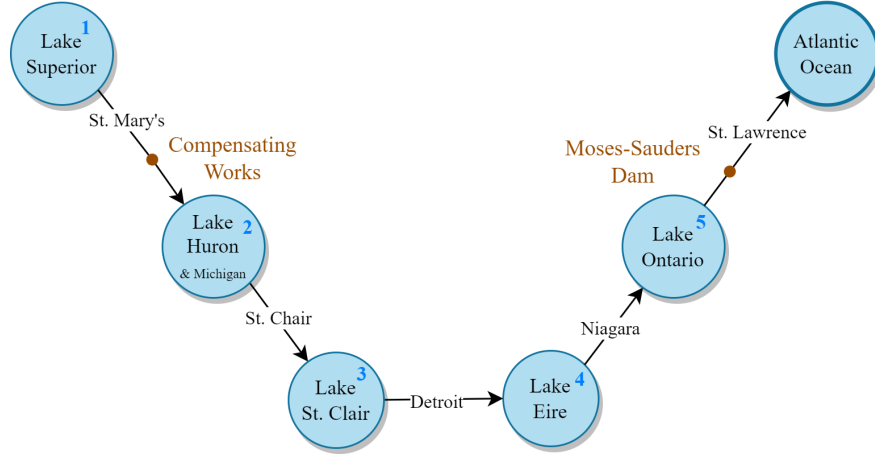 1
Lake
Superior
St. Mary's
Compensating
Works
Lake
2
Huron
& Michigan
St. Chair
3
Lake
St. Clair
Detroit
4
Lake
Eire
Niagara
5
Lake
Ontario
Moses-Sauders
Dam
St. Lawrence
Atlantic
Ocean